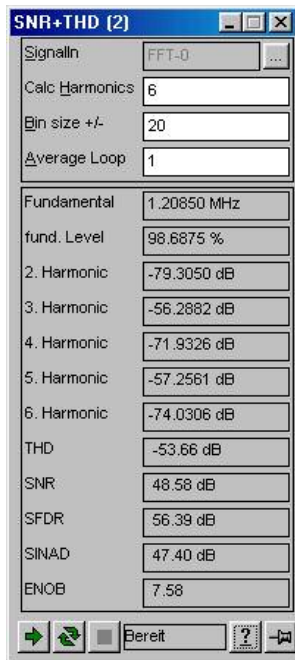 SNR+THD (2)
SignalIn FFT-0 ...
Calc Harmonics 6
Bin size +/- 20
Average Loop 1
Fundamental 1.20850 MHz
fund. Level 98.6875 %
2. Harmonic -79.3050 dB
3. Harmonic -56.2882 dB
4. Harmonic -71.9326 dB
5. Harmonic -57.2561 dB
6. Harmonic -74.0306 dB
THD -53.66 dB
SNR 48.58 dB
SFDR 56.39 dB
SINAD 47.40 dB
ENOB 7.58
Bereit ?